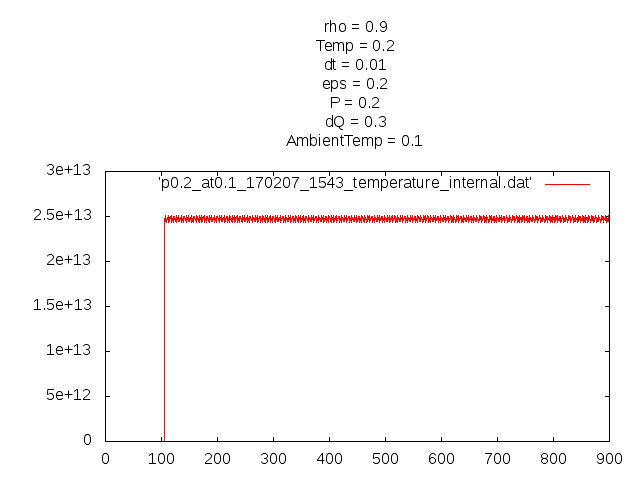 rho = 0.9
Temp = 0.2
dt = 0.01
eps = 0.2
P = 0.2
dQ = 0.3
AmbientTemp = 0.1
3e+13
'p0.2_at0.1_170207_1543_temperature_internal.dat'
2.5e+13
2e+13
1.5e+13
1e+13
5e+12
0
0 100 200 300 400 500 600 700 800 900